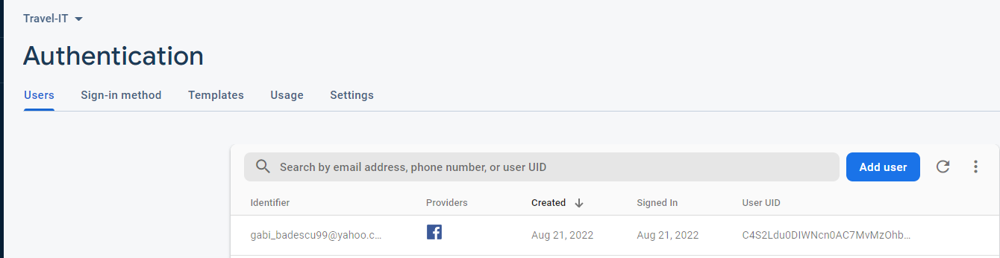 Travel-IT
Authentication
Users Sign-in method Templates Usage Settings
Search by email address, phone number, or user UID Add user
Identifier Providers Created Signed In User UID
gabi_badescu99@yahoo.c... Aug 21, 2022 Aug 21, 2022 C4S2Ldu0DIWNcn0AC7MvMzOhb...